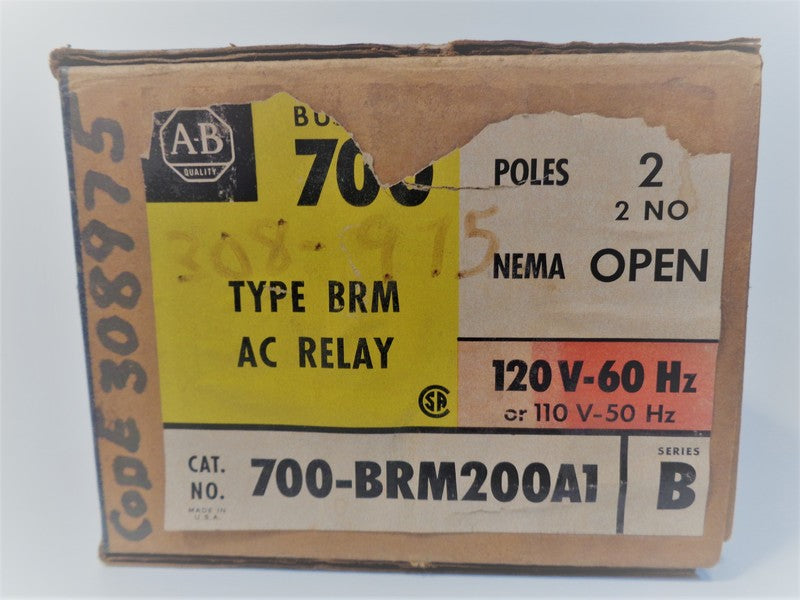 CODE 308975
A-B
QUALITY
700
308-975
TYPE BRM
AC RELAY
SA
POLES 2
2 NO
NEMA OPEN
120 V-60 Hz
or 110 V-50 Hz
CAT. NO. 700-BRM200A1
MADE IN
U.S.A.
SERIES
B